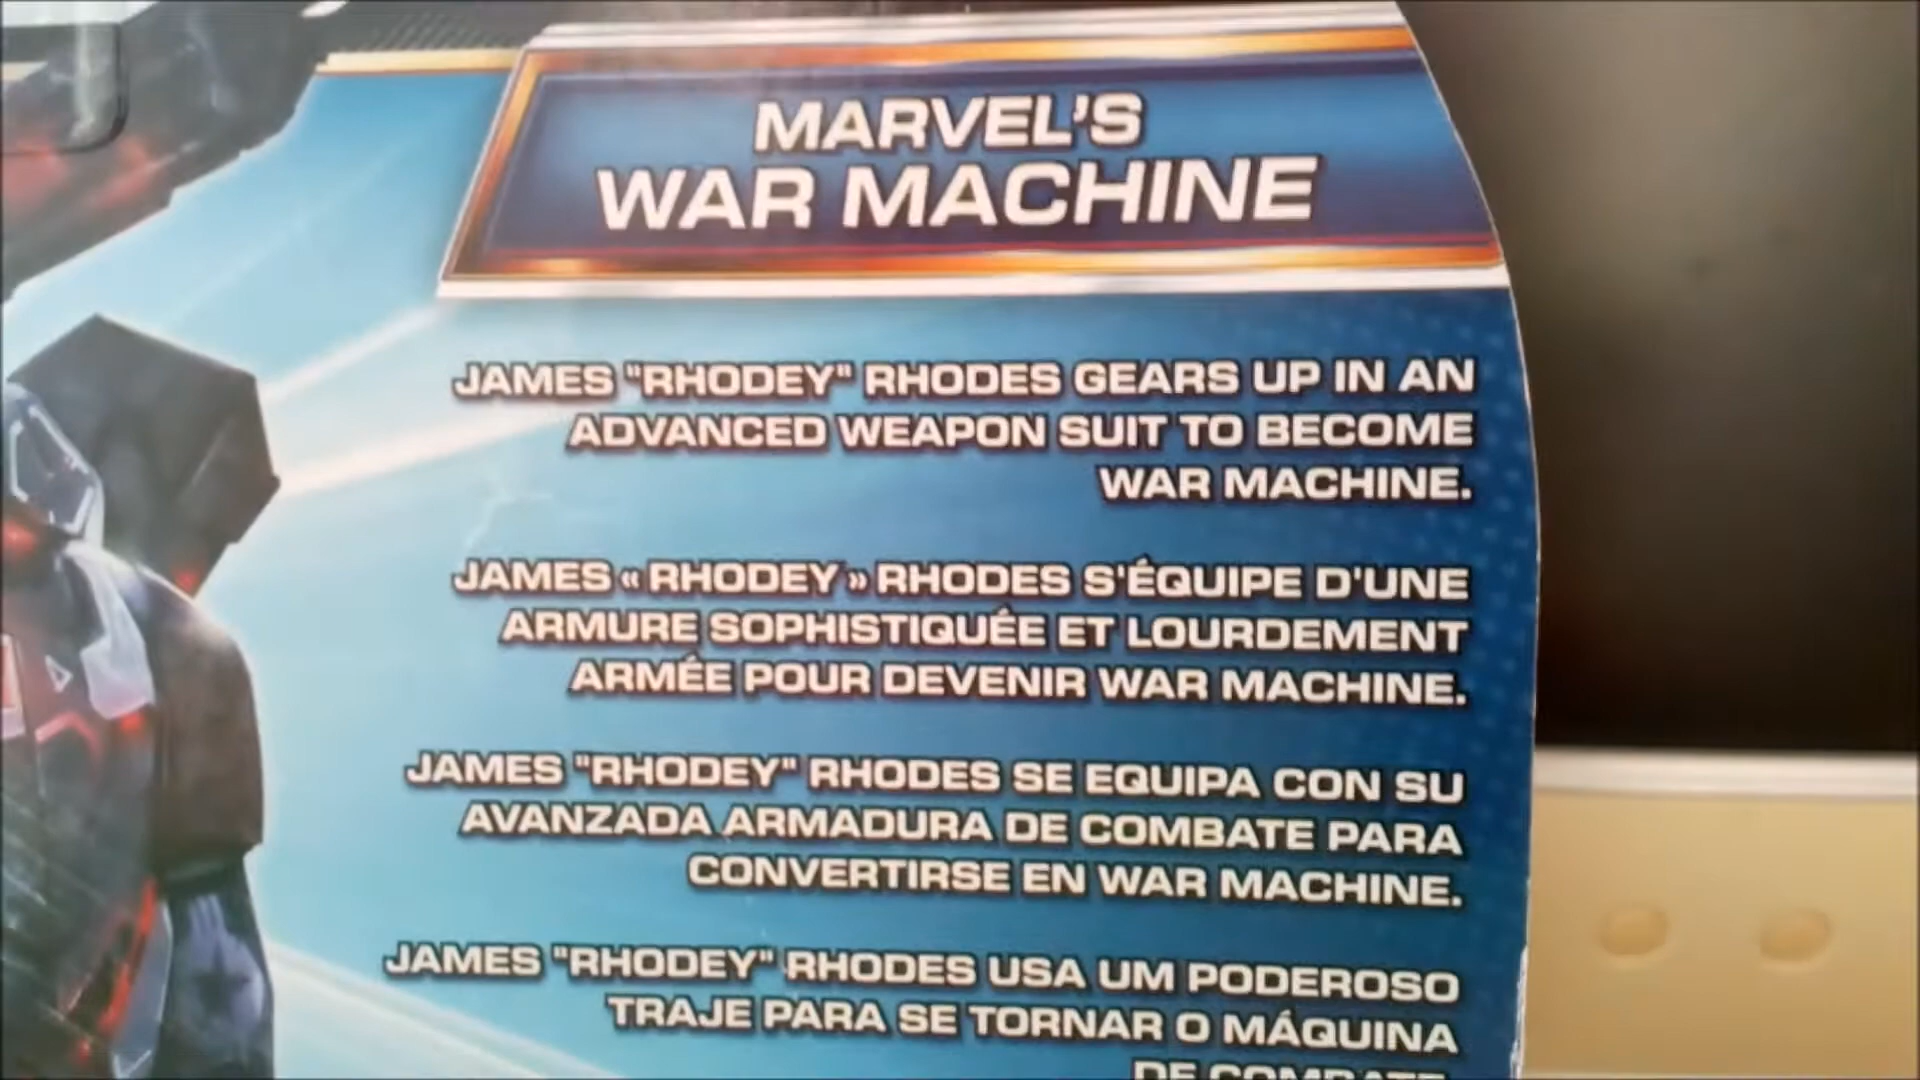 MARVEL'S
WAR MACHINE
JAMES "RHODEY" RHODES GEARS UP IN AN
ADVANCED WEAPON SUIT TO BECOME
WAR MACHINE.
JAMES « RHODEY » RHODES S'ÉQUIPE D'UNE
ARMURE SOPHISTIQUÉE ET LOURDEMENT
ARMÉE POUR DEVENIR WAR MACHINE.
JAMES "RHODEY" RHODES SE EQUIPA CON SU
AVANZADA ARMADURA DE COMBATE PARA
CONVERTIRSE EN WAR MACHINE.
JAMES "RHODEY" RHODES USA UM PODEROSO
TRAJE PARA SE TORNAR O MÁQUINA
DE COMBATE.